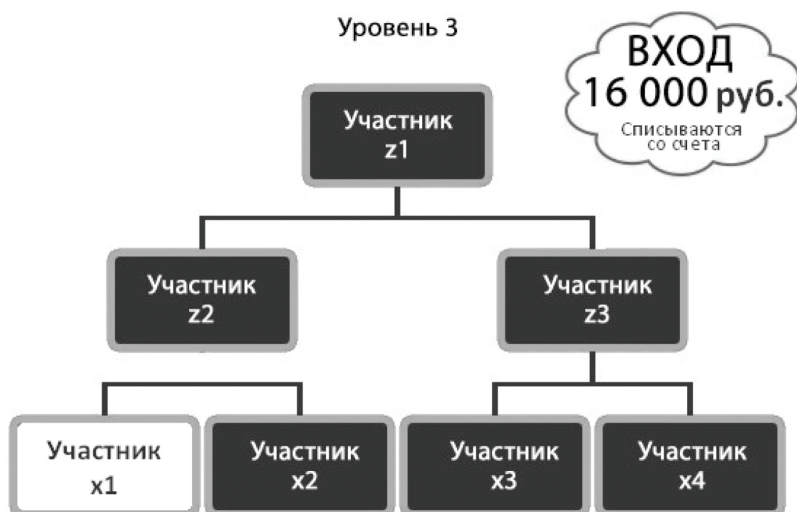 Уровень 3
ВХОД
16 000 руб.
Списываются
со счета
Участник
z1
Участник
z2
Участник
z3
Участник
x1
Участник
x2
Участник
x3
Участник
x4